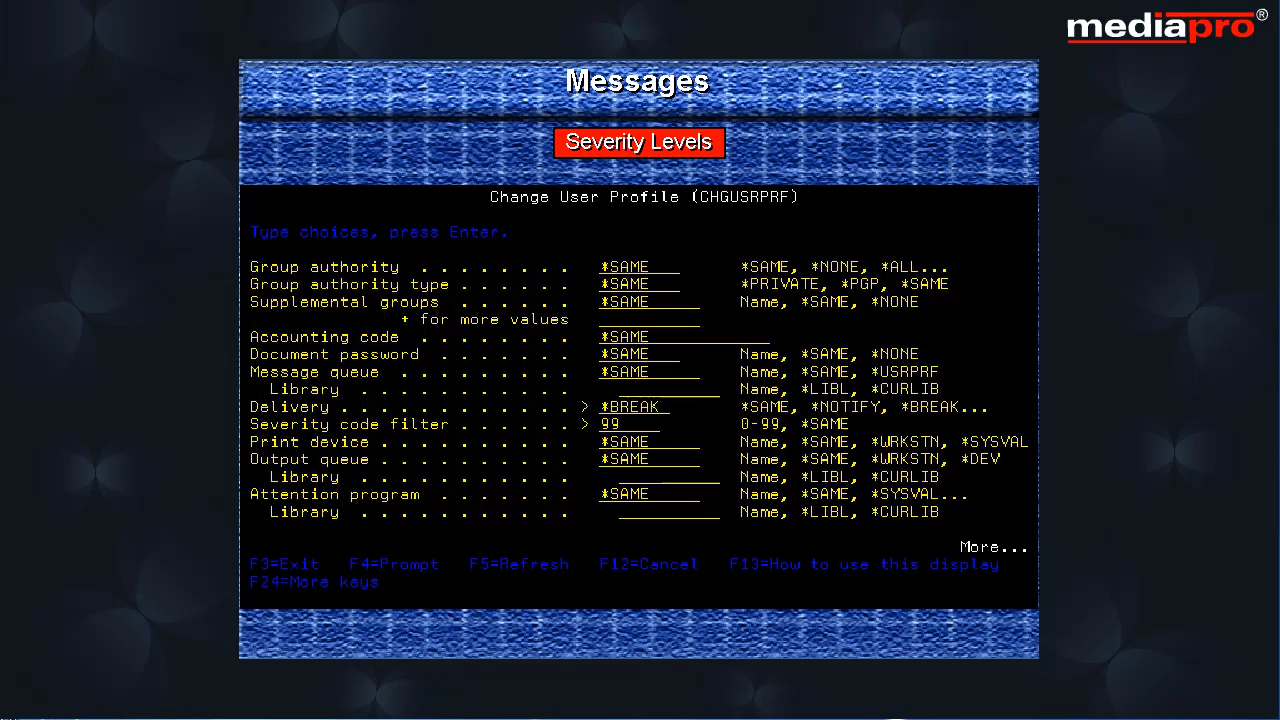 mediapro®
Messages
Severity Levels
Change User Profile (CHGUSRPRF)
Type choices, press Enter.
Group authority . . . . . . . . *SAME *SAME, *NONE, *ALL...
Group authority type . . . . . . *SAME *PRIVATE, *PGP, *SAME
Supplemental groups . . . . . . *SAME Name, *SAME, *NONE
+ for more values
Accounting code . . . . . . . . *SAME
Document password . . . . . . . *SAME Name, *SAME, *NONE
Message queue . . . . . . . . . *SAME Name, *SAME, *USRPRF
Library . . . . . . . . . . . Name, *LIBL, *CURLIB
Delivery . . . . . . . . . . . . > *BREAK *SAME, *NOTIFY, *BREAK...
Severity code filter . . . . . . > 99 0-99, *SAME
Print device . . . . . . . . . . *SAME Name, *SAME, *WRKSTN, *SYSVAL
Output queue . . . . . . . . . . *SAME Name, *SAME, *WRKSTN, *DEV
Library . . . . . . . . . . . Name, *LIBL, *CURLIB
Attention program . . . . . . . *SAME Name, *SAME, *SYSVAL...
Library . . . . . . . . . . . Name, *LIBL, *CURLIB
More...
F3=Exit F4=Prompt F5=Refresh F12=Cancel F13=How to use this display
F24=More keys